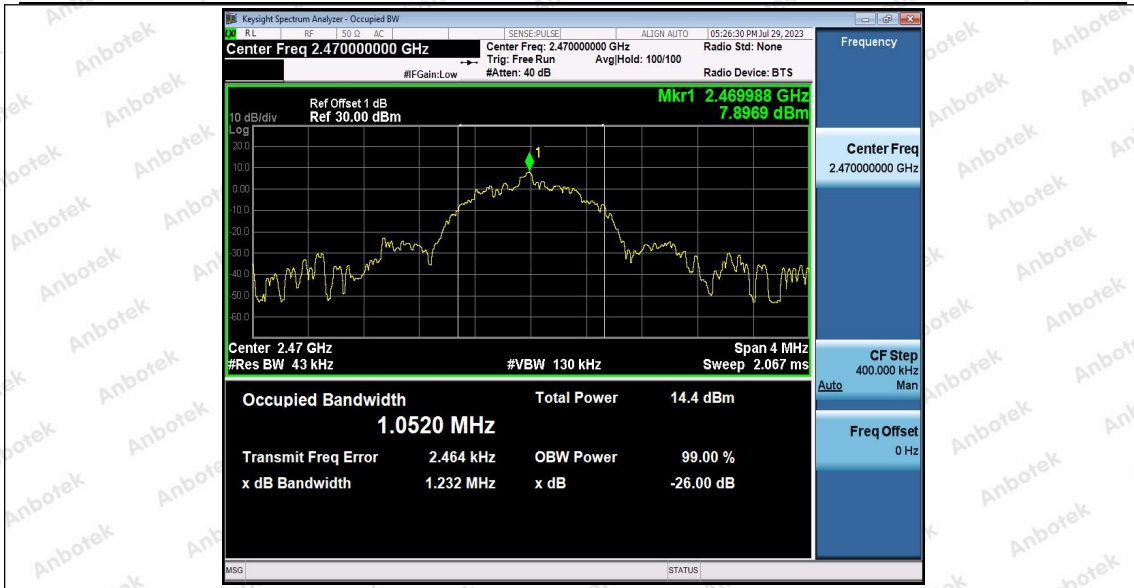 Keysight Spectrum Analyzer - Occupied BW
LXI RL RF 50 Ω AC SENSE:PULSE ALIGN AUTO 05:26:30 PM Jul 29, 2023
Center Freq 2.470000000 GHz
Center Freq: 2.470000000 GHz Radio Std: None
Trig: Free Run Avg|Hold: 100/100
#IFGain:Low #Atten: 40 dB Radio Device: BTS
Frequency
Mkr1 2.469988 GHz
7.8969 dBm
Ref Offset 1 dB
10 dB/div Ref 30.00 dBm
Log
20.0
10.0
0.00
-10.0
-20.0
-30.0
-40.0
-50.0
-60.0
1
Center 2.47 GHz Span 4 MHz
#Res BW 43 kHz #VBW 130 kHz Sweep 2.067 ms
Center Freq
2.470000000 GHz
CF Step
400.000 kHz
Auto Man
Freq Offset
0 Hz
Occupied Bandwidth Total Power 14.4 dBm
1.0520 MHz
Transmit Freq Error 2.464 kHz OBW Power 99.00 %
x dB Bandwidth 1.232 MHz x dB -26.00 dB
MSG STATUS
Anbotek